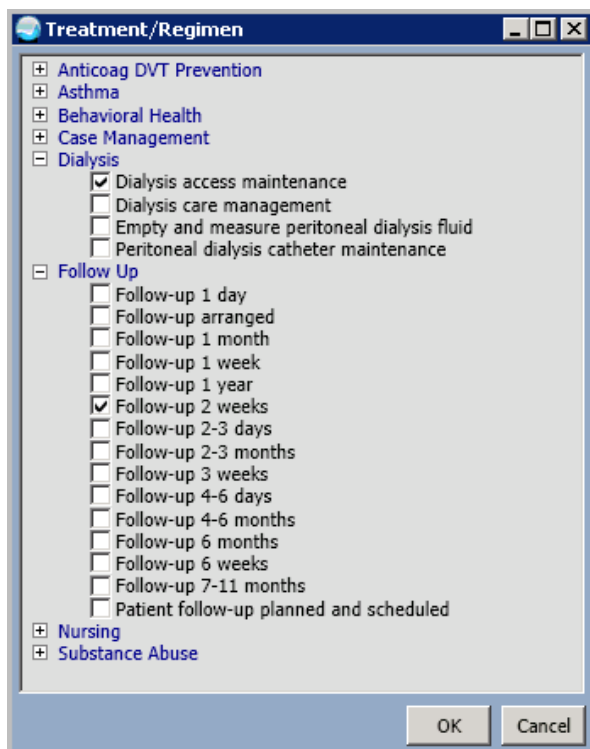 Treatment/Regimen
Anticoag DVT Prevention
Asthma
Behavioral Health
Case Management
Dialysis
Dialysis access maintenance
Dialysis care management
Empty and measure peritoneal dialysis fluid
Peritoneal dialysis catheter maintenance
Follow Up
Follow-up 1 day
Follow-up arranged
Follow-up 1 month
Follow-up 1 week
Follow-up 1 year
Follow-up 2 weeks
Follow-up 2-3 days
Follow-up 2-3 months
Follow-up 3 weeks
Follow-up 4-6 days
Follow-up 4-6 months
Follow-up 6 months
Follow-up 6 weeks
Follow-up 7-11 months
Patient follow-up planned and scheduled
Nursing
Substance Abuse
OK Cancel